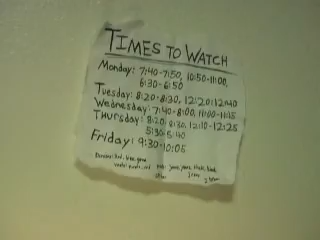 TIMES TO WATCH
Monday: 7:40-7:50, 10:50-11:00,
6:30-6:50
Tuesday: 8:20-8:30, 12:20-12:40
Wednesday: 7:40-8:00, 11:00-11:15
Thursday: 8:20, 8:30, 12:10-12:25
5:30-5:40
Friday: 9:30-10:05